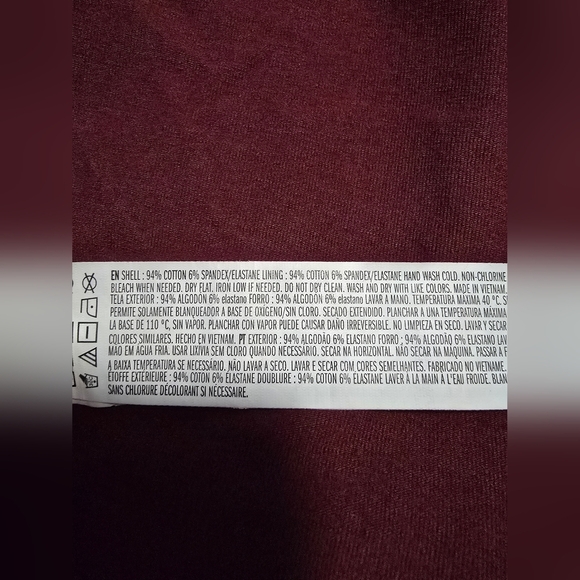 EN SHELL : 94% COTTON 6% SPANDEX/ELASTANE LINING : 94% COTTON 6% SPANDEX/ELASTANE HAND WASH COLD. NON-CHLORINE
BLEACH WHEN NEEDED. DRY FLAT. IRON LOW IF NEEDED. DO NOT DRY CLEAN. WASH AND DRY WITH LIKE COLORS. MADE IN VIETNAM.
TELA EXTERIOR : 94% ALGODÓN 6% elastano FORRO : 94% ALGODÓN 6% elastano LAVAR A MANO. TEMPERATURA MÁXIMA 40 °C. S
PERMITE SOLAMENTE BLANQUEADOR A BASE DE OXÍGENO/SIN CLORO. SECADO EXTENDIDO. PLANCHAR A UNA TEMPERATURA MÁXIMA
LA BASE DE 110 °C, SIN VAPOR. PLANCHAR CON VAPOR PUEDE CAUSAR DAÑO IRREVERSIBLE. NO LIMPIEZA EN SECO. LAVAR Y SECAR
COLORES SIMILARES. HECHO EN VIETNAM. PT EXTERIOR : 94% ALGODÃO 6% ELASTANO FORRO : 94% ALGODÃO 6% ELASTANO LAV
MÃO EM ÁGUA FRIA. USAR LIXIVIA SEM CLORO QUANDO NECESSÁRIO. SECAR NA HORIZONTAL. NÃO SECAR NA MÁQUINA. PASSAR A F
A BAIXA TEMPERATURA SE NECESSÁRIO. NÃO LAVAR A SECO. LAVAR E SECAR COM CORES SEMELHANTES. FABRICADO NO VIETNAME.
ÉTOFFE EXTÉRIEURE : 94% COTON 6% ÉLASTANE DOUBLURE : 94% COTON 6% ÉLASTANE LAVER À LA MAIN À L'EAU FROIDE. BLAN
SANS CHLORURE DÉCOLORANT SI NÉCESSAIRE.